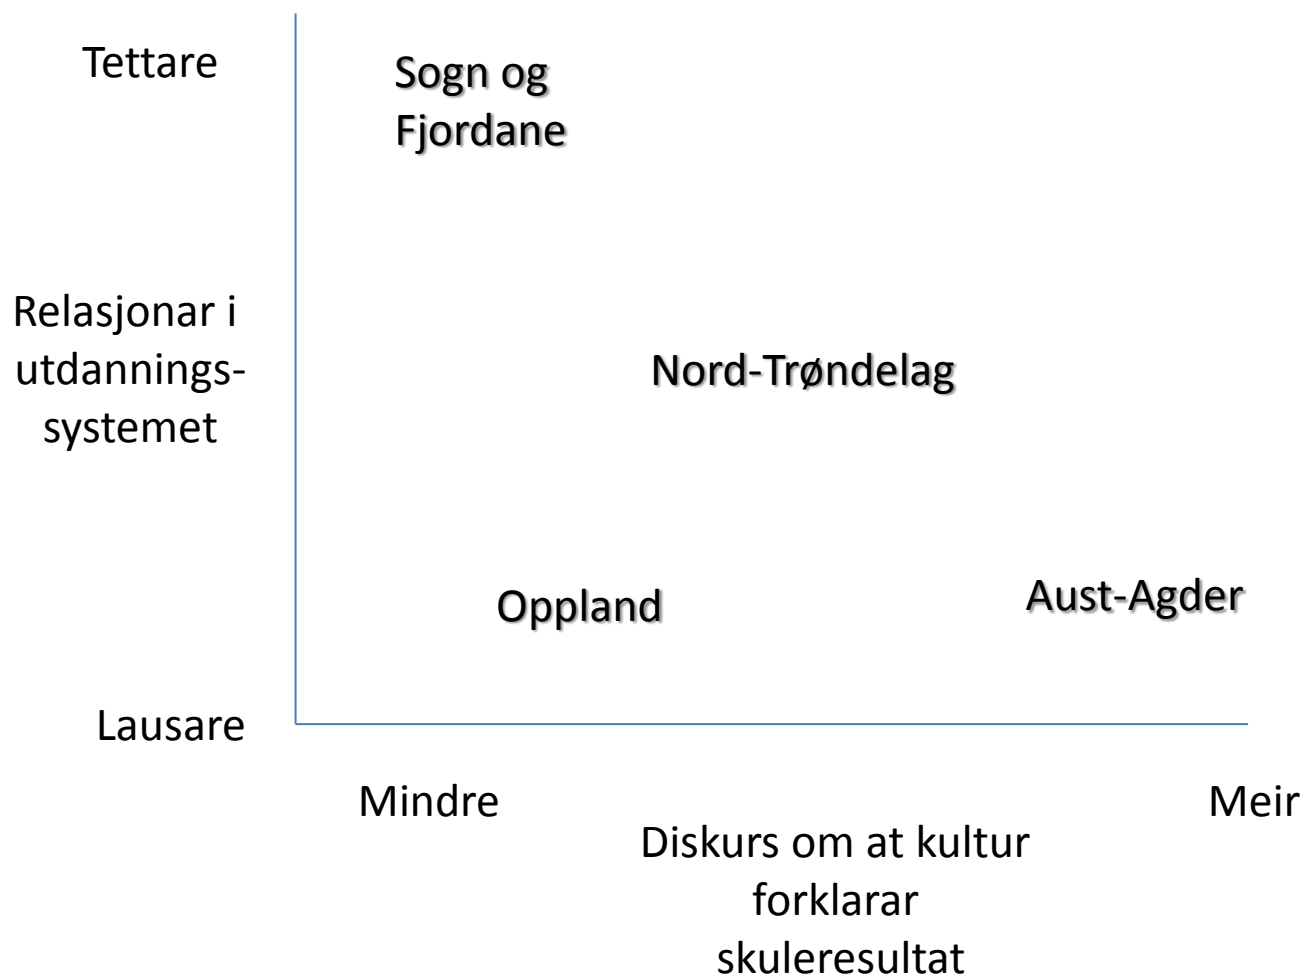 Tettare
Sogn og
Fjordane
Relasjonar i
utdannings-
systemet
Nord-Trøndelag
Oppland
Aust-Agder
Lausare
Mindre
Meir
Diskurs om at kultur
forklarar
skuleresultat